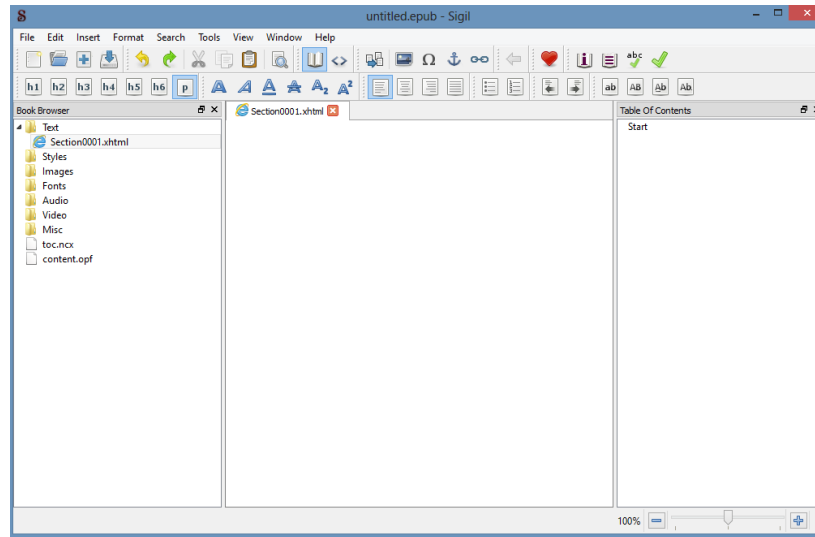 untitled.epub - Sigil
File Edit Insert Format Search Tools View Window Help
h1 h2 h3 h4 h5 h6 p A A A A A₂ A² ab AB Ab Ab
Book Browser
Text
Section0001.xhtml
Styles
Images
Fonts
Audio
Video
Misc
toc.ncx
content.opf
Section0001.xhtml
Table Of Contents
Start
100%